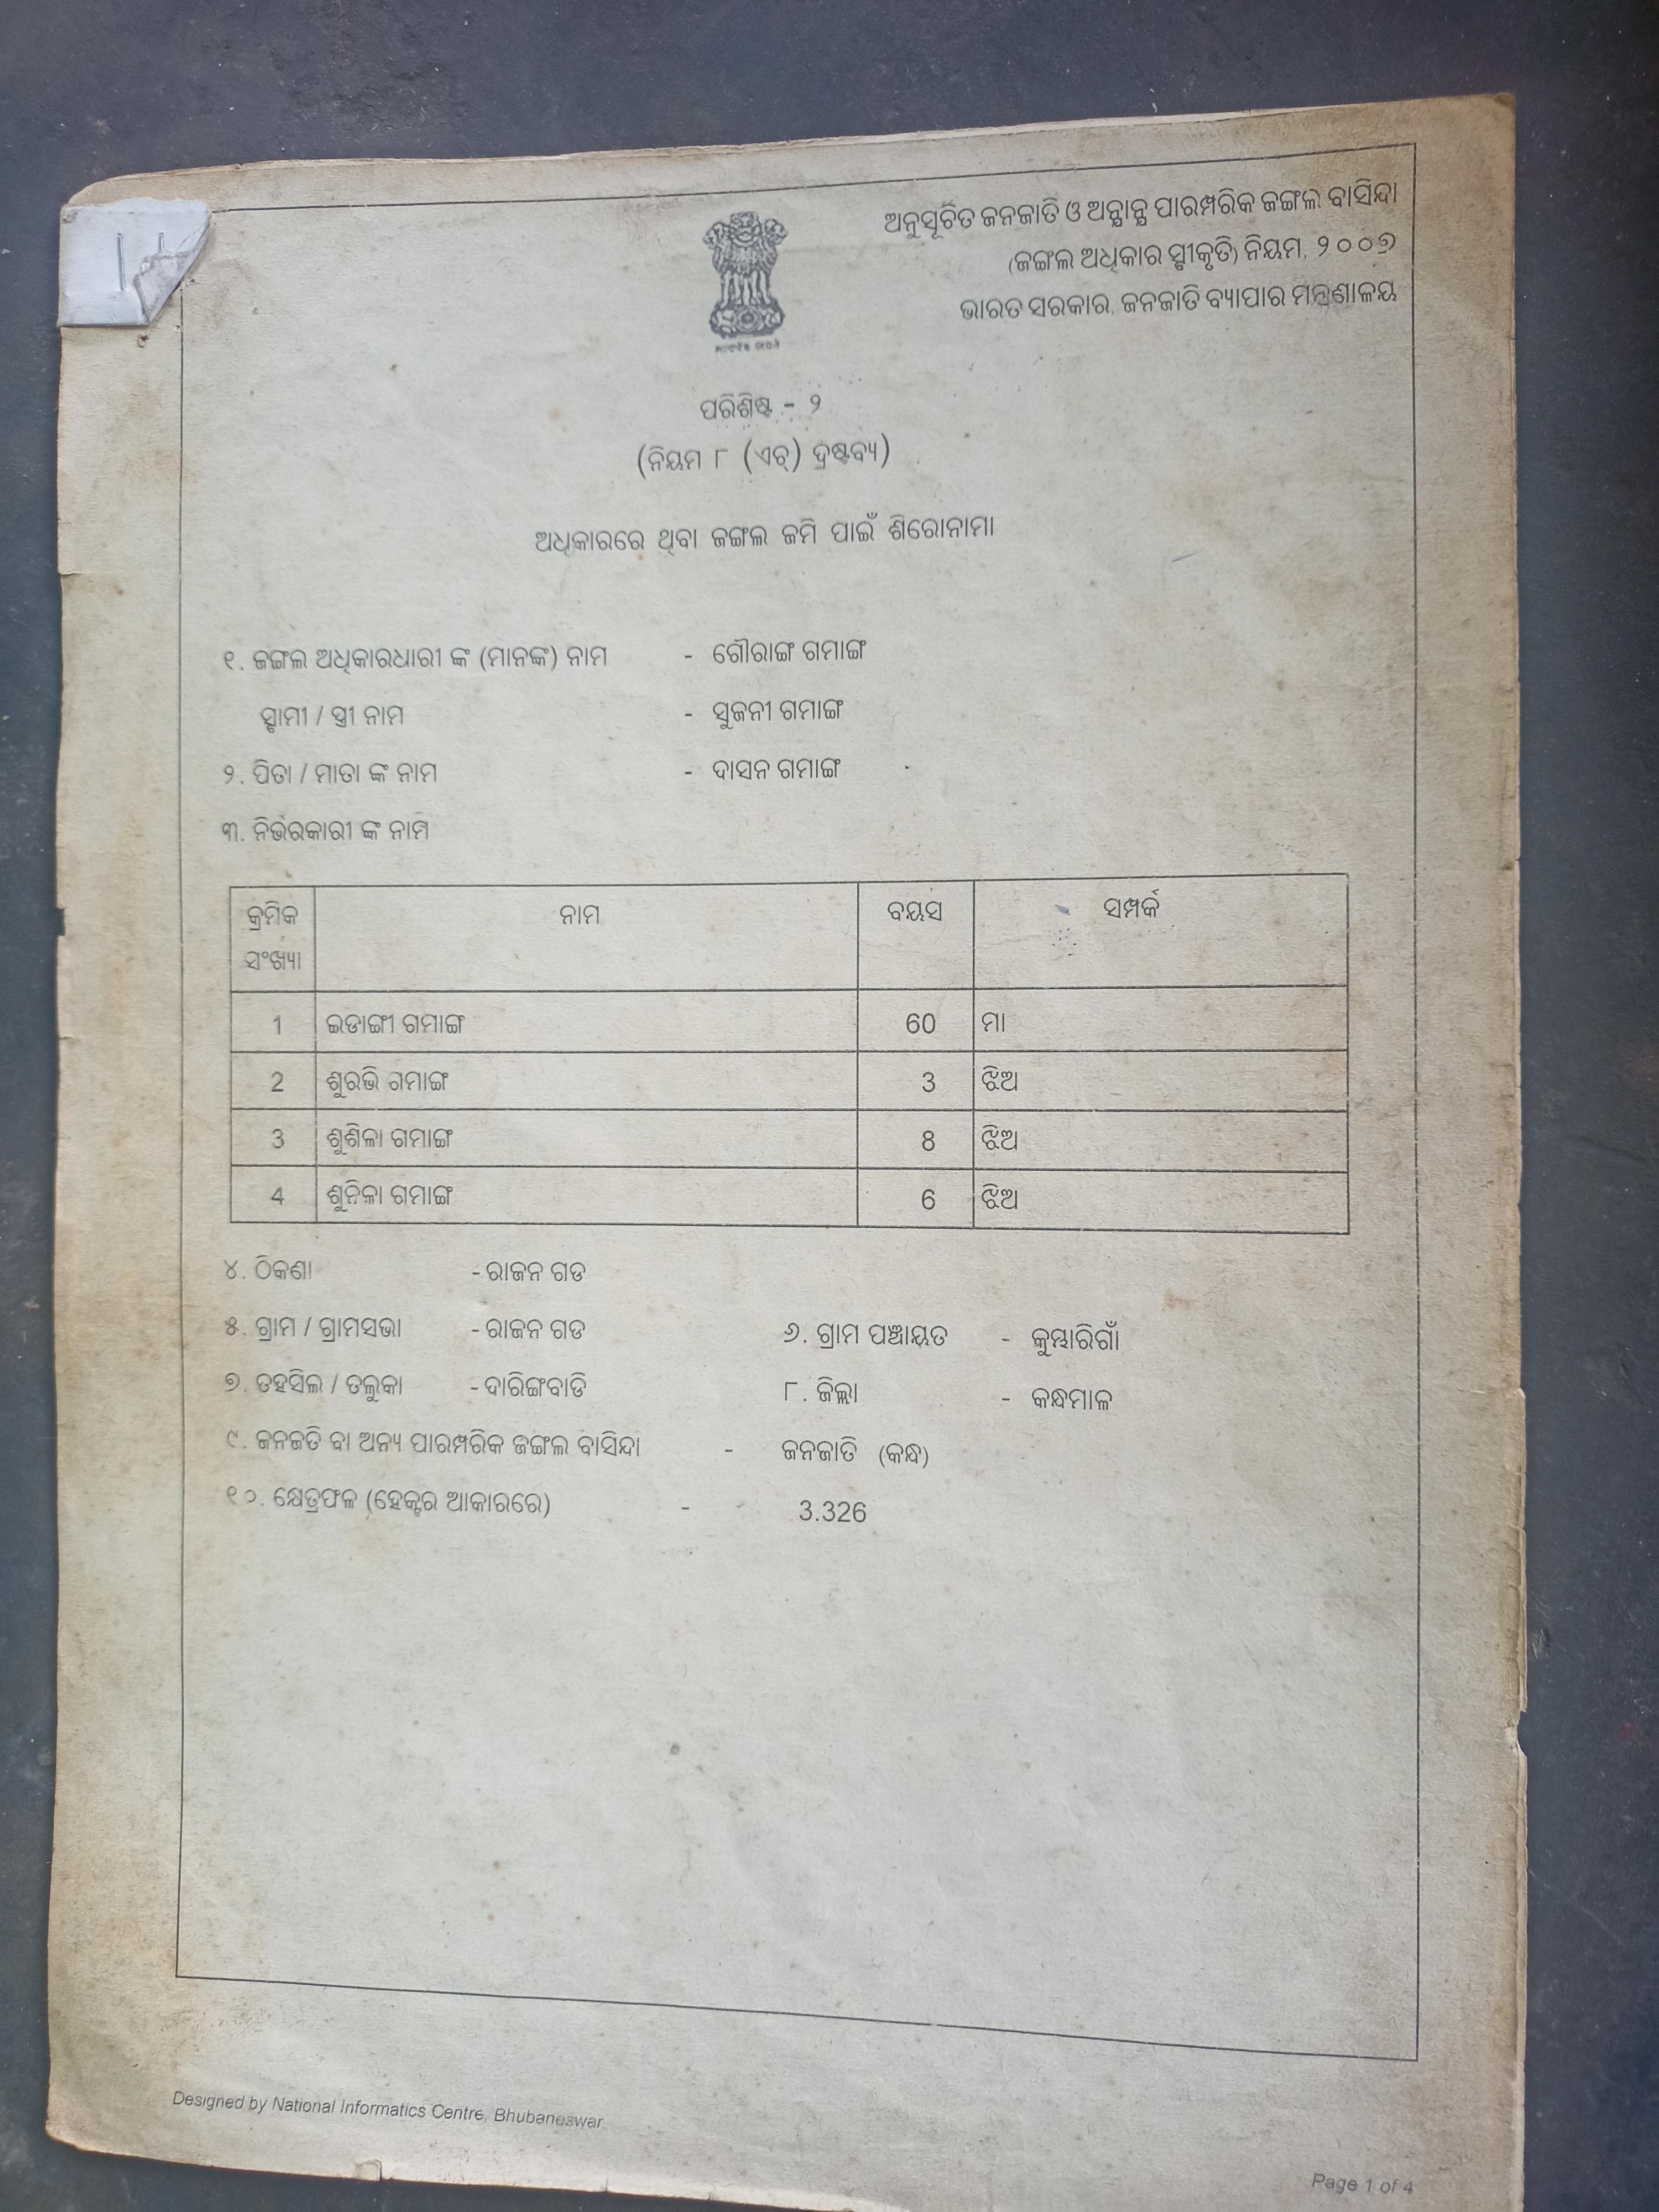 ଅନୁସୂଚିତ ଜନଜାତି ଓ ଅନ୍ଯାନ୍ଯ ପାରମ୍ପରିକ ଜଙ୍ଗଲ ବାସିନ୍ଦା
(ଜଙ୍ଗଲ ଅଧିକାର ସ୍ବୀକୃତି) ନିୟମ, ୨୦୦୭
ଭାରତ ସରକାର, ଜନଜାତି ବ୍ୟାପାର ମନ୍ତ୍ରଣାଳୟ
ପରିଶିଷ୍ଟ - ୨
(ନିୟମ ୮ (ଏଚ୍) ଦ୍ରଷ୍ଟବ୍ୟ)
ଅଧିକାରରେ ଥିବା ଜଙ୍ଗଲ ଜମି ପାଇଁ ଶିରୋନାମା
୧. ଜଙ୍ଗଲ ଅଧିକାରଧାରୀ ଙ୍କ (ମାନଙ୍କ) ନାମ - ଗୌରାଙ୍ଗ ଗମାଙ୍ଗ
ସ୍ବାମୀ / ସ୍ତ୍ରୀ ନାମ - ସୁଜନୀ ଗମାଙ୍ଗ
୨. ପିତା / ମାତା ଙ୍କ ନାମ - ଦାସନ ଗମାଙ୍ଗ
୩. ନିର୍ଭରକାରୀ ଙ୍କ ନାମ
କ୍ରମିକ ସଂଖ୍ୟା ନାମ ବୟସ ସମ୍ପର୍କ
1 ଇଡାଙ୍ଗୀ ଗମାଙ୍ଗ 60 ମା
2 ଶୁରଭି ଗମାଙ୍ଗ 3 ଝିଅ
3 ଶୁଶିଳା ଗମାଙ୍ଗ 8 ଝିଅ
4 ଶୁନିଳା ଗମାଙ୍ଗ 6 ଝିଅ
୪. ଠିକଣା - ରାଜନ ଗଡ
୫. ଗ୍ରାମ / ଗ୍ରାମସଭା - ରାଜନ ଗଡ ୬. ଗ୍ରାମ ପଞ୍ଚାୟତ - କୁମ୍ଭାରିଗାଁ
୭. ତହସିଲ / ତଲୁକା - ଦାରିଙ୍ଗବାଡି ୮. ଜିଲ୍ଲା - କନ୍ଧମାଳ
୯. ଜନଜତି ବା ଅନ୍ୟ ପାରମ୍ପରିକ ଜଙ୍ଗଲ ବାସିନ୍ଦା - ଜନଜାତି (କନ୍ଧ)
୧୦. କ୍ଷେତ୍ରଫଳ (ହେକ୍ଟର ଆକାରରେ) - 3.326
Designed by National Informatics Centre, Bhubaneswar
Page 1 of 4